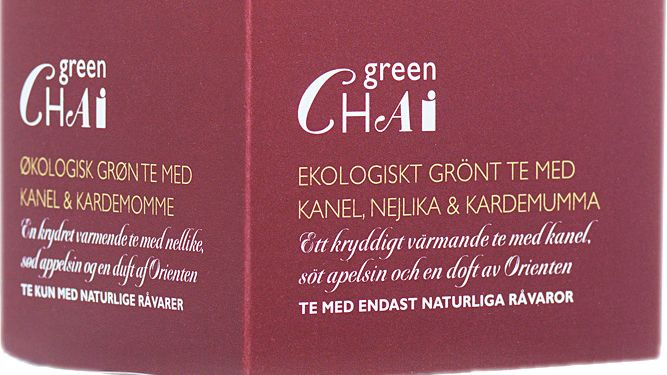 green
CHAi
ØKOLOGISK GRØN TE MED
KANEL & KARDEMOMME
En krydret varmende te med nellike,
sød appelsin og en duft af Orienten
TE KUN MED NATURLIGE RÅVARER
green
CHAi
EKOLOGISKT GRÖNT TE MED
KANEL, NEJLIKA & KARDEMUMMA
Ett kryddigt värmande te med kanel,
söt apelsin och en doft av Orienten
TE MED ENDAST NATURLIGA RÅVAROR